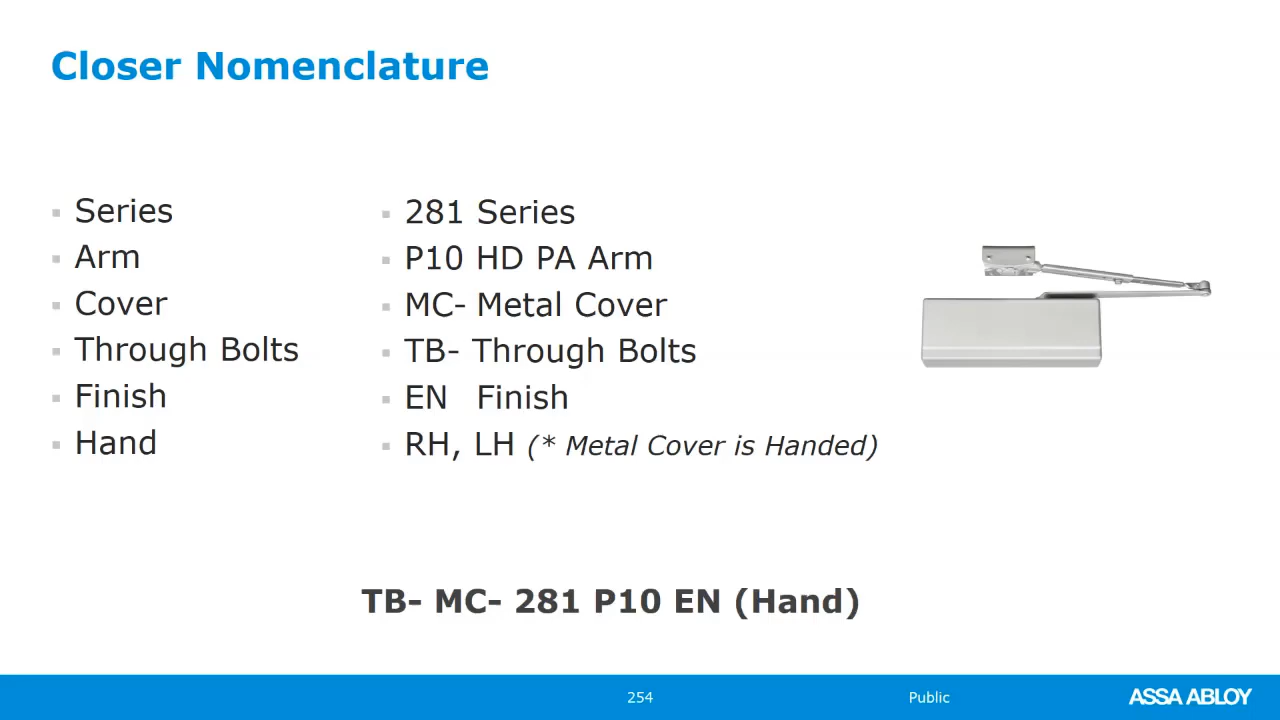 Closer Nomenclature
Series
Arm
Cover
Through Bolts
Finish
Hand
281 Series
P10 HD PA Arm
MC- Metal Cover
TB- Through Bolts
EN Finish
RH, LH (* Metal Cover is Handed)
TB- MC- 281 P10 EN (Hand)
254
Public
ASSA ABLOY